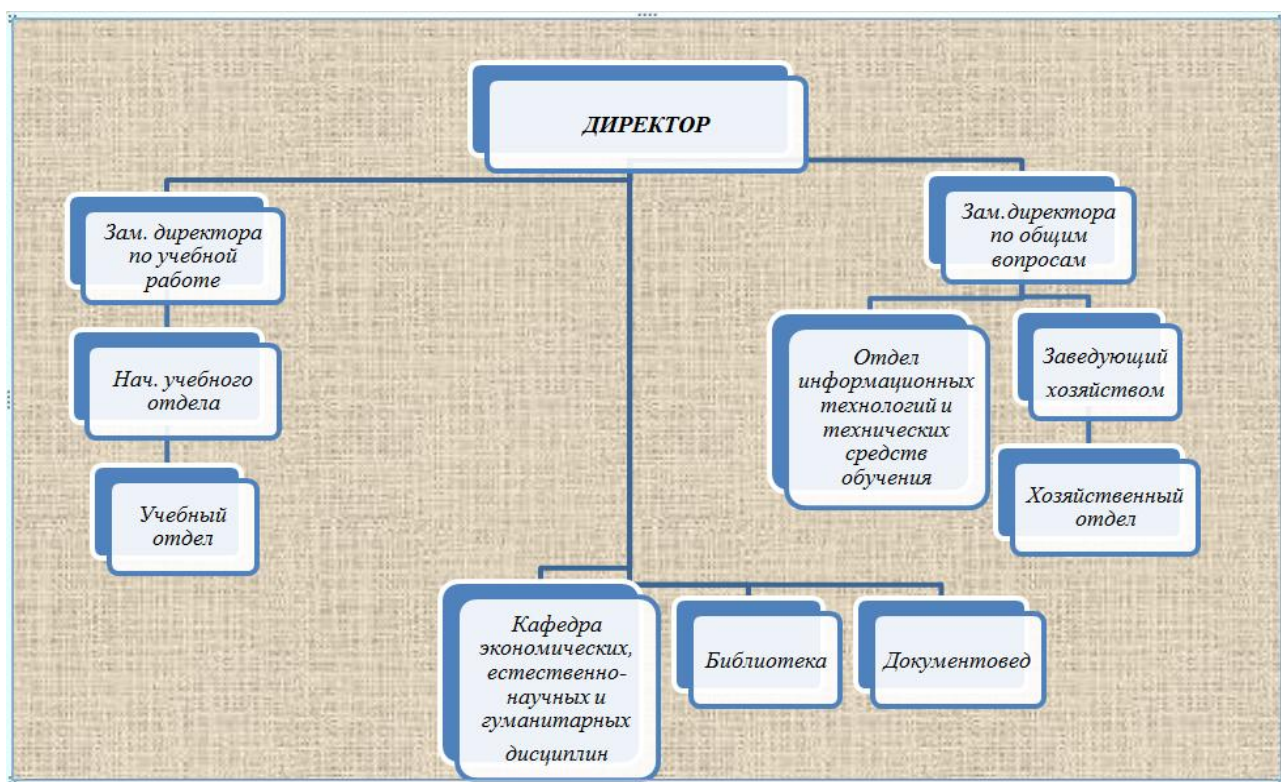 ДИРЕКТОР
Зам. директора
по учебной
работе
Зам.директора
по общим
вопросам
Нач. учебного
отдела
Отдел
информационных
технологий и
технических
средств
обучения
Заведующий
хозяйством
Учебный
отдел
Хозяйственный
отдел
Кафедра
экономических,
естественно-
научных и
гуманитарных
дисциплин
Библиотека
Документовед